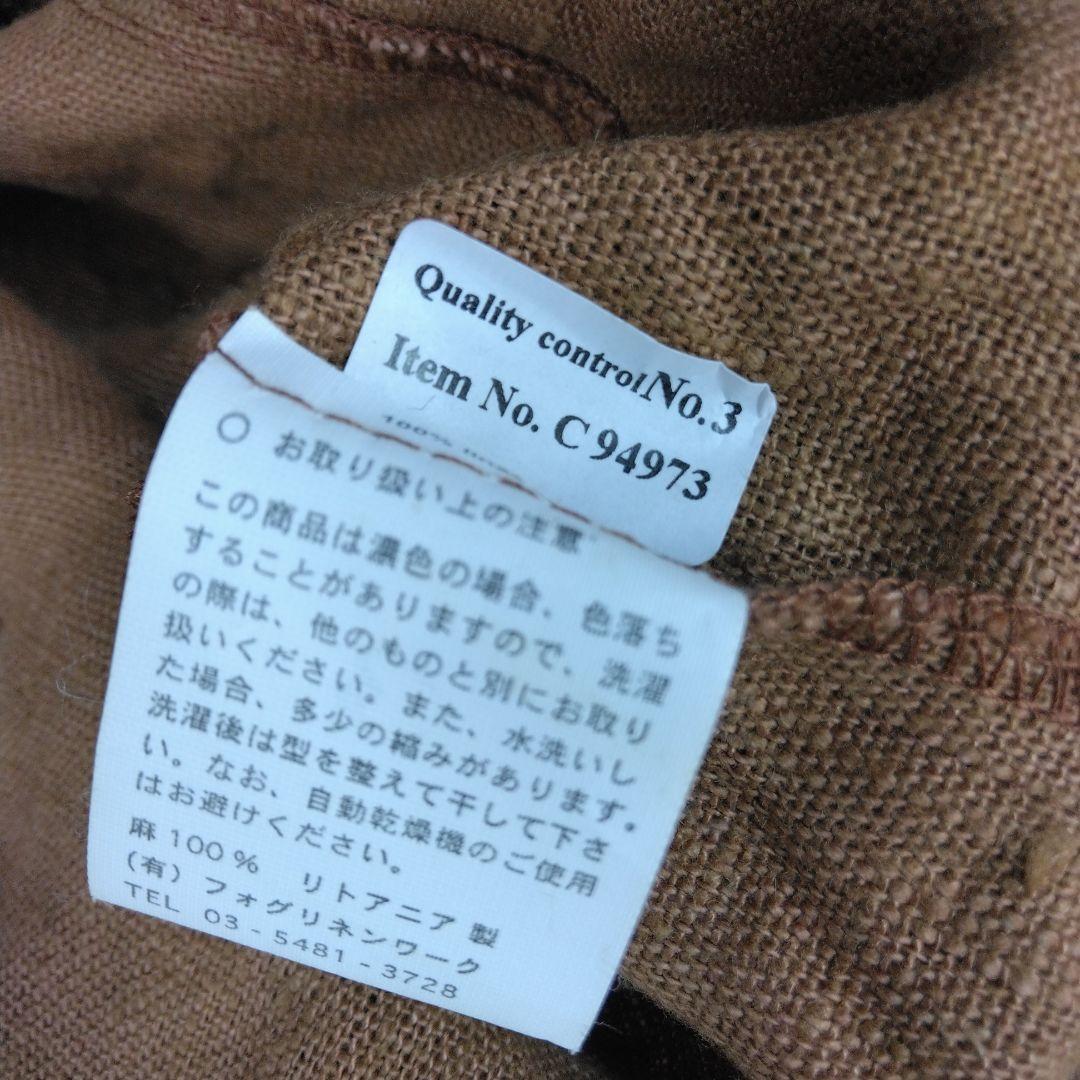 Quality control No. 3
Item No. C 94973
100%
○ お取り扱い上の注意
この商品は濃色の場合、色落ち
することがありますので、洗濯
の際は、他のものと別にお取り
扱いください。また、水洗いし
た場合、多少の縮みがあります。
洗濯後は型を整えて干して下さ
い。なお、自動乾燥機のご使用
はお避けください。
麻 100 % リトアニア 製
(有) フォグリネンワーク
TEL 03 - 5481 - 3728